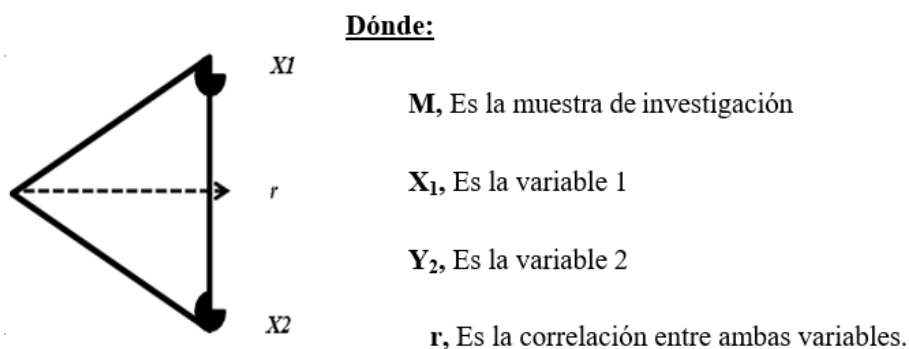 Dónde:
X1
M, Es la muestra de investigación
X₁, Es la variable 1
r
Y₂, Es la variable 2
X2
r, Es la correlación entre ambas variables.